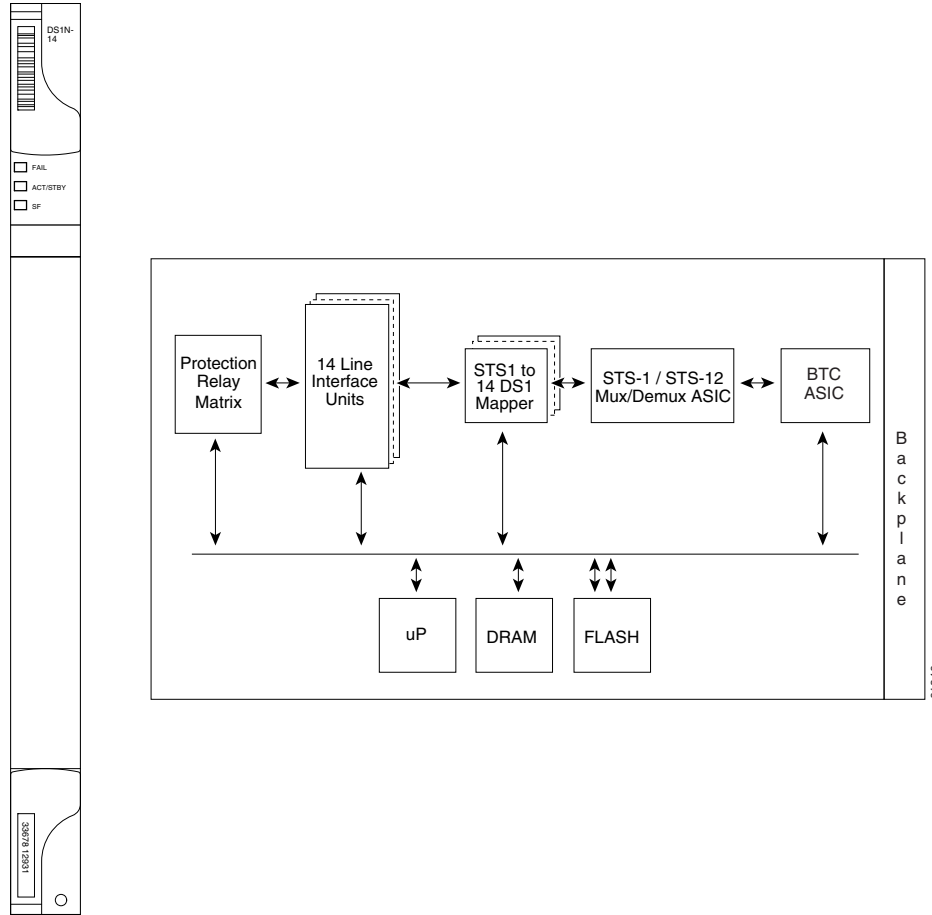 DS1N-
14
FAIL
ACT/STBY
SF
33678 12931
Protection
Relay
Matrix
14 Line
Interface
Units
STS1 to
14 DS1
Mapper
STS-1 / STS-12
Mux/Demux ASIC
BTC
ASIC
uP
DRAM
FLASH
Backplane